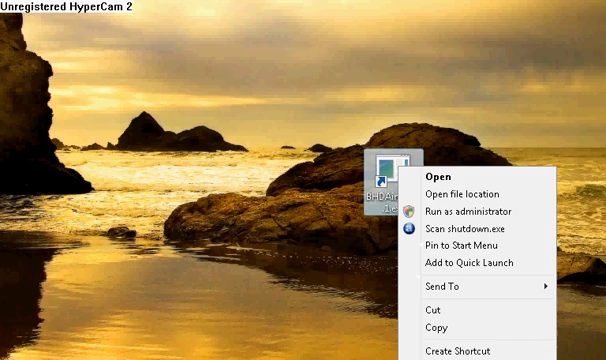 Unregistered HyperCam 2
Open
Open file location
Run as administrator
Scan shutdown.exe
Pin to Start Menu
Add to Quick Launch
Send To
Cut
Copy
Create Shortcut